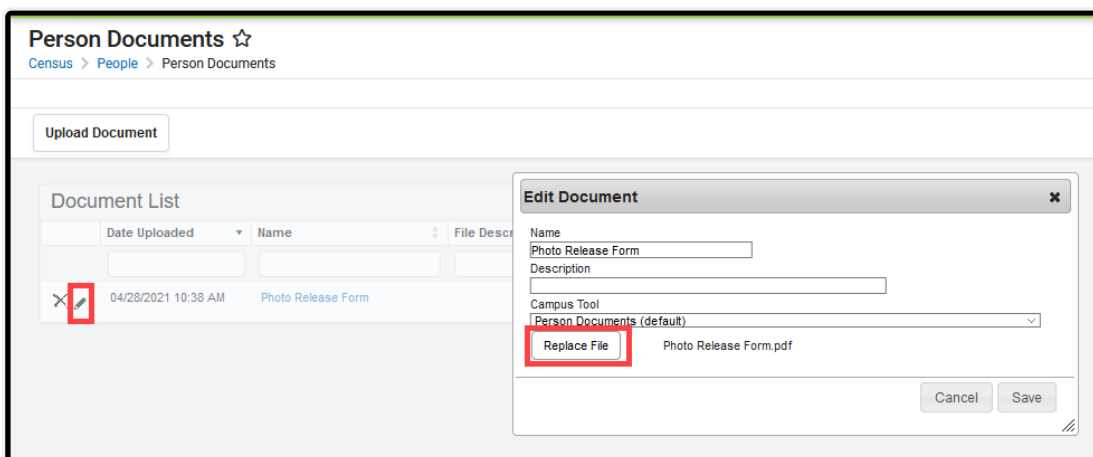 Person Documents
Census > People > Person Documents
Upload Document
Document List
Date Uploaded Name File Descr
04/28/2021 10:38 AM Photo Release Form
Edit Document
Name
Photo Release Form
Description
Campus Tool
Person Documents (default)
Replace File Photo Release Form.pdf
Cancel Save